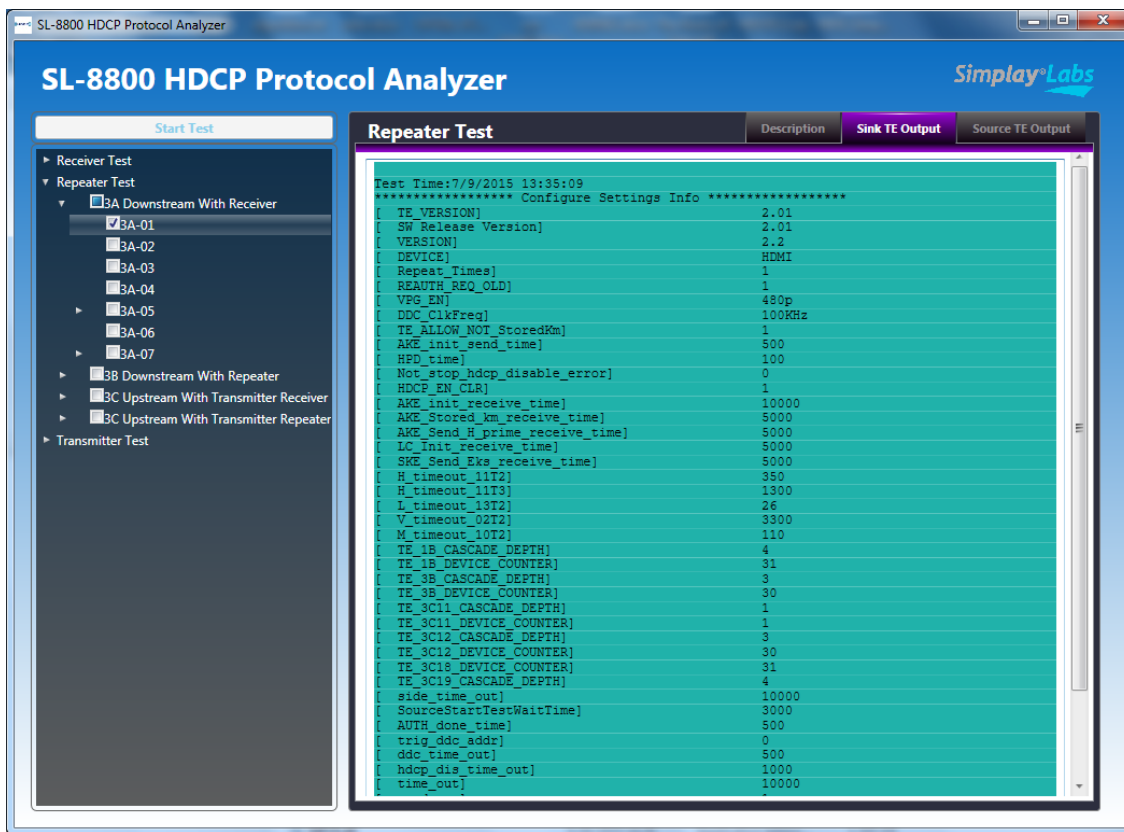 SL-8800 HDCP Protocol Analyzer
SL-8800 HDCP Protocol Analyzer
Simplay Labs
Start Test
Receiver Test
Repeater Test
3A Downstream With Receiver
3A-01
3A-02
3A-03
3A-04
3A-05
3A-06
3A-07
3B Downstream With Repeater
3C Upstream With Transmitter Receiver
3C Upstream With Transmitter Repeater
Transmitter Test
Repeater Test
Description
Sink TE Output
Source TE Output
Test Time:7/9/2015 13:35:09
****************** Configure Settings Info ******************
[ TE_VERSION] 2.01
[ SW Release Version] 2.01
[ VERSION] 2.2
[ DEVICE] HDMI
[ Repeat_Times] 1
[ REAUTH_REQ_OLD] 1
[ VPG_EN] 480p
[ DDC_ClkFreq] 100KHz
[ TE_ALLOW_NOT_StoredKm] 1
[ AKE_init_send_time] 500
[ HPD_time] 100
[ Not_stop_hdcp_disable_error] 0
[ HDCP_EN_CLR] 1
[ AKE_init_receive_time] 10000
[ AKE_Stored_km_receive_time] 5000
[ AKE_Send_H_prime_receive_time] 5000
[ LC_Init_receive_time] 5000
[ SKE_Send_Eks_receive_time] 5000
[ H_timeout_11T2] 350
[ H_timeout_11T3] 1300
[ L_timeout_13T2] 26
[ V_timeout_02T2] 3300
[ M_timeout_10T2] 110
[ TE_1B_CASCADE_DEPTH] 4
[ TE_1B_DEVICE_COUNTER] 31
[ TE_3B_CASCADE_DEPTH] 3
[ TE_3B_DEVICE_COUNTER] 30
[ TE_3C11_CASCADE_DEPTH] 1
[ TE_3C11_DEVICE_COUNTER] 1
[ TE_3C12_CASCADE_DEPTH] 3
[ TE_3C12_DEVICE_COUNTER] 30
[ TE_3C18_DEVICE_COUNTER] 31
[ TE_3C19_CASCADE_DEPTH] 4
[ side_time_out] 10000
[ SourceStartTestWaitTime] 3000
[ AUTH_done_time] 500
[ trig_ddc_addr] 0
[ ddc_time_out] 500
[ hdcp_dis_time_out] 1000
[ time_out] 10000